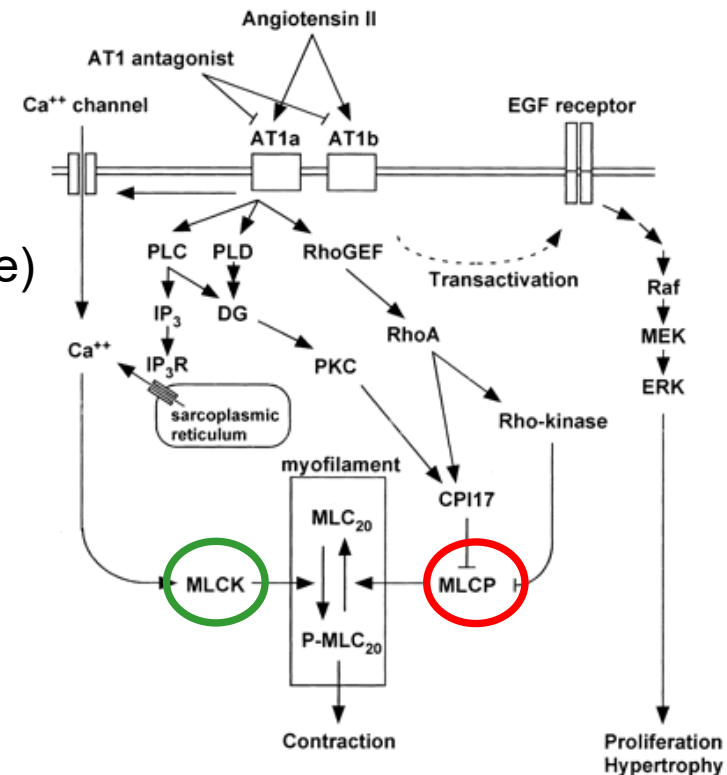 Angiotensin II
AT1 antagonist
Ca++ channel
EGF receptor
AT1a AT1b
PLC PLD RhoGEF
e)
Transactivation
Raf
IP3 DG
RhoA
MEK
Ca++
IP3R
PKC
ERK
sarcoplasmic
reticulum
Rho-kinase
myofilament
CPI17
MLC20
MLCK
MLCP
P-MLC20
Contraction
Proliferation
Hypertrophy